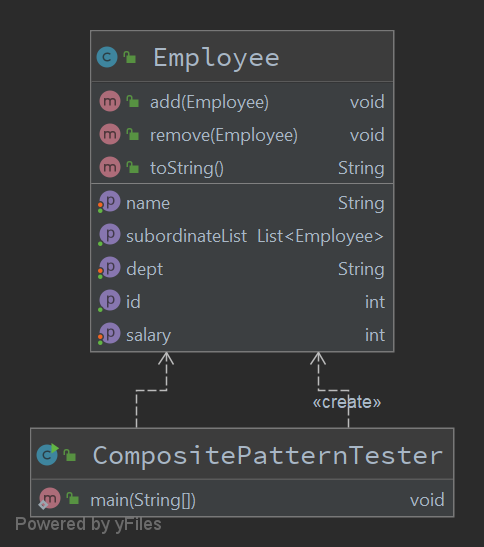 Employee
add(Employee) void
remove(Employee) void
toString() String
name String
subordinateList List<Employee>
dept String
id int
salary int
«create»
CompositePatternTester
main(String[]) void
Powered by yFiles